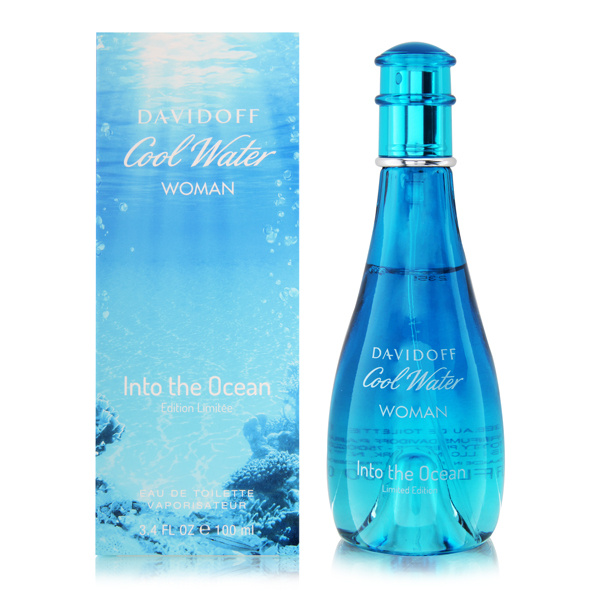 DAVIDOFF
Cool Water
WOMAN
Into the Ocean
Edition Limitée
EAU DE TOILETTE
VAPORISATEUR
3.4 FL OZ e 100 ml
DAVIDOFF
Cool Water
WOMAN
Into the Ocean
Limited Edition